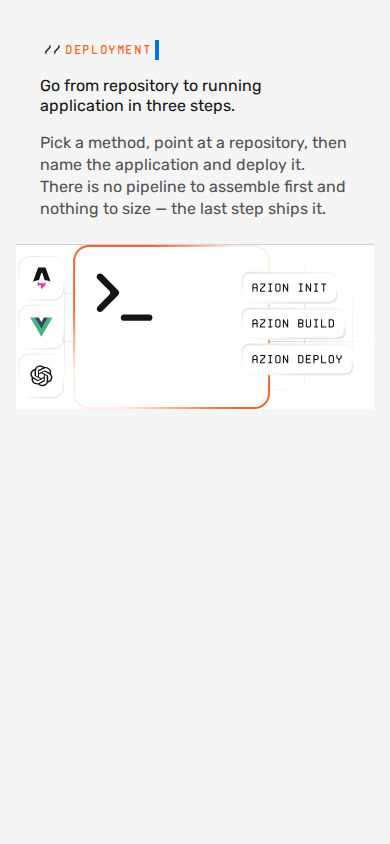 // DEPLOYMENT
Go from repository to running
application in three steps.
Pick a method, point at a repository, then
name the application and deploy it.
There is no pipeline to assemble first and
nothing to size — the last step ships it.
AZION INIT
AZION BUILD
AZION DEPLOY